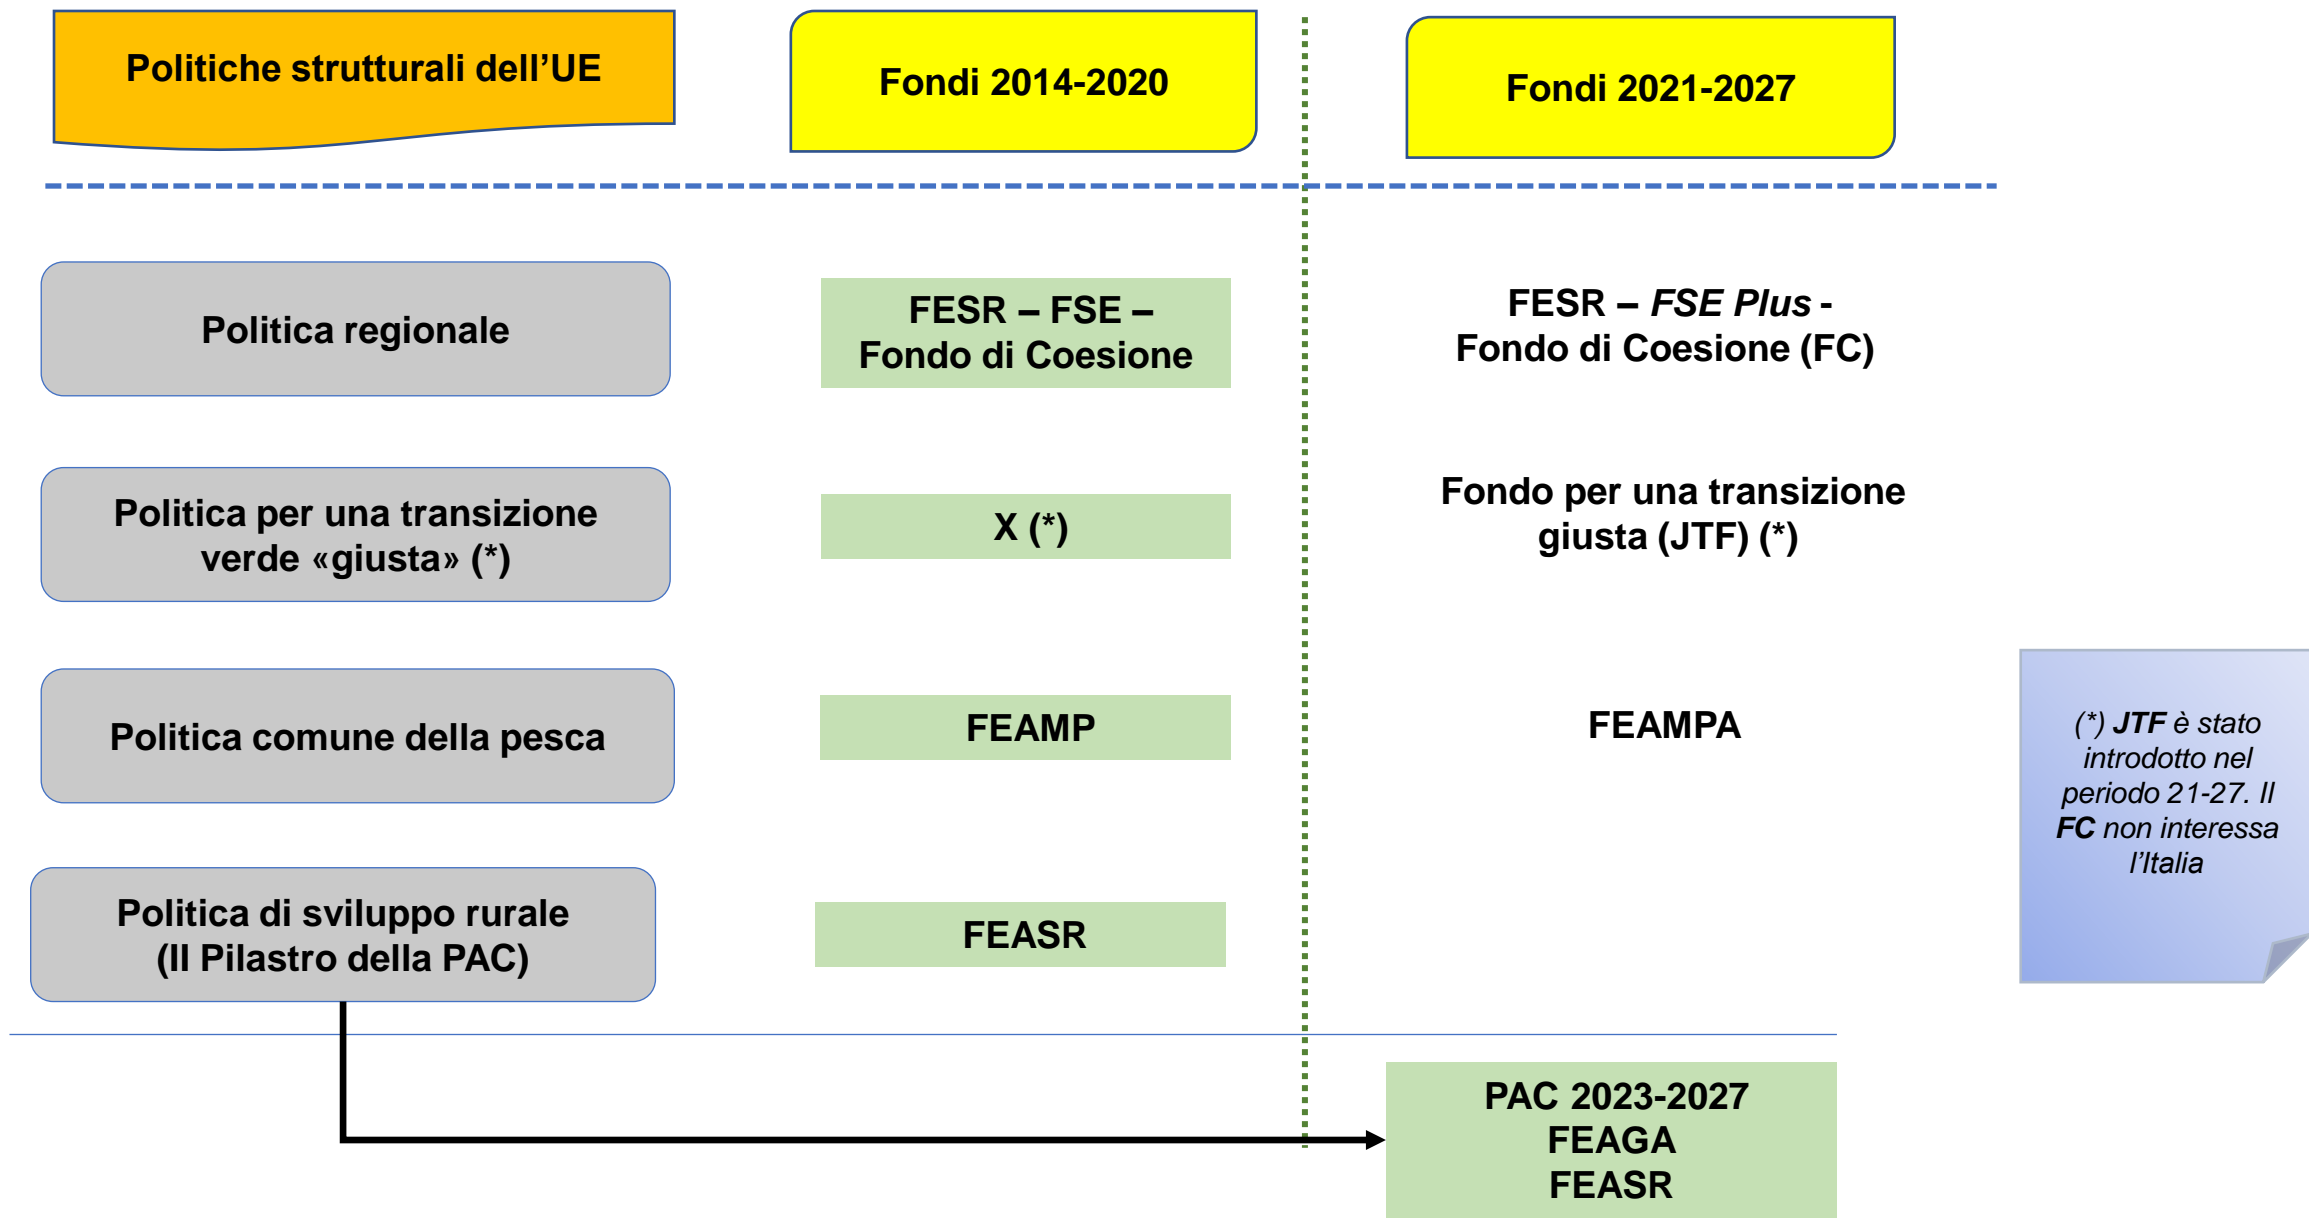 Politiche strutturali dell’UE
Fondi 2014-2020
Fondi 2021-2027
Politica regionale
FESR – FSE –
Fondo di Coesione
FESR – FSE Plus -
Fondo di Coesione (FC)
Politica per una transizione
verde «giusta» (*)
X (*)
Fondo per una transizione
giusta (JTF) (*)
Politica comune della pesca
FEAMP
FEAMPA
(*) JTF è stato
introdotto nel
periodo 21-27. Il
FC non interessa
l’Italia
Politica di sviluppo rurale
(II Pilastro della PAC)
FEASR
PAC 2023-2027
FEAGA
FEASR